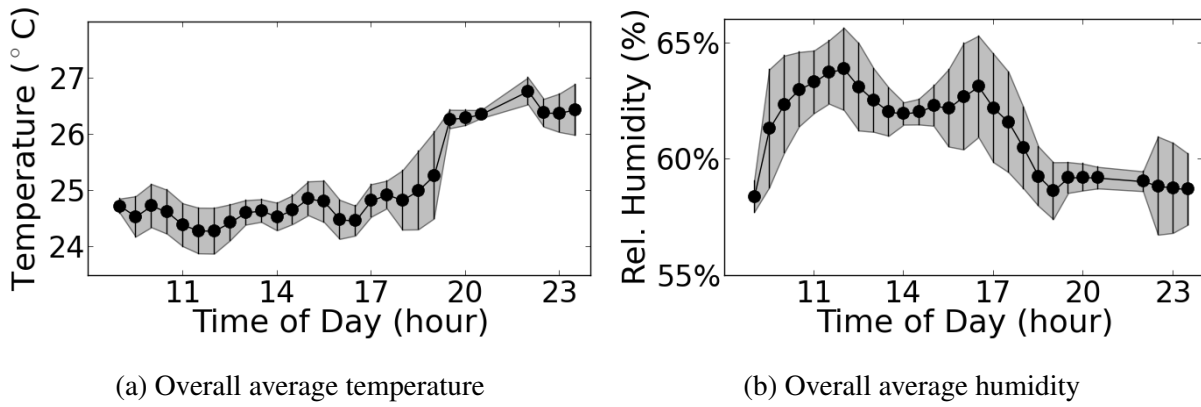 Temperature (°C)
27
26
25
24
11 14 17 20 23
Time of Day (hour)
(a) Overall average temperature
Rel. Humidity (%)
65%
60%
55%
11 14 17 20 23
Time of Day (hour)
(b) Overall average humidity